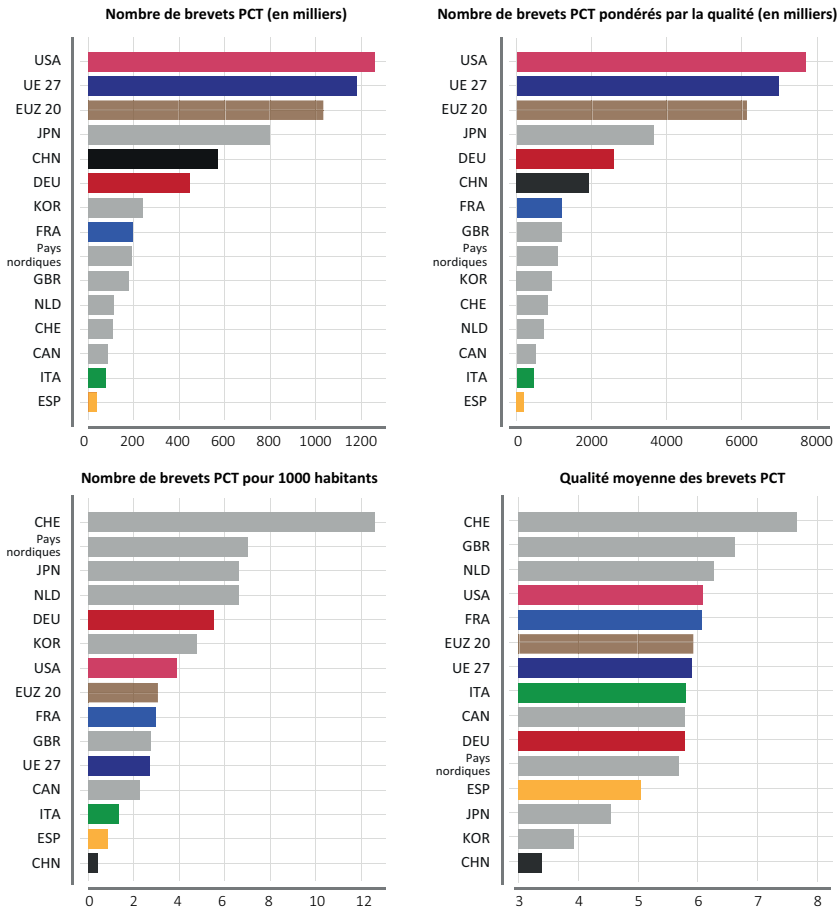 Nombre de brevets PCT (en milliers)
USA
UE 27
EUZ 20
JPN
CHN
DEU
KOR
FRA
Pays
nordiques
GBR
NLD
CHE
CAN
ITA
ESP
0 200 400 600 800 1000 1200
Nombre de brevets PCT pondérés par la qualité (en milliers)
USA
UE 27
EUZ 20
JPN
DEU
CHN
FRA
GBR
Pays
nordiques
KOR
CHE
NLD
CAN
ITA
ESP
0 2000 4000 6000 8000
Nombre de brevets PCT pour 1000 habitants
CHE
Pays
nordiques
JPN
NLD
DEU
KOR
USA
EUZ 20
FRA
GBR
UE 27
CAN
ITA
ESP
CHN
0 2 4 6 8 10 12
Qualité moyenne des brevets PCT
CHE
GBR
NLD
USA
FRA
EUZ 20
UE 27
ITA
CAN
DEU
Pays
nordiques
ESP
JPN
KOR
CHN
3 4 5 6 7 8